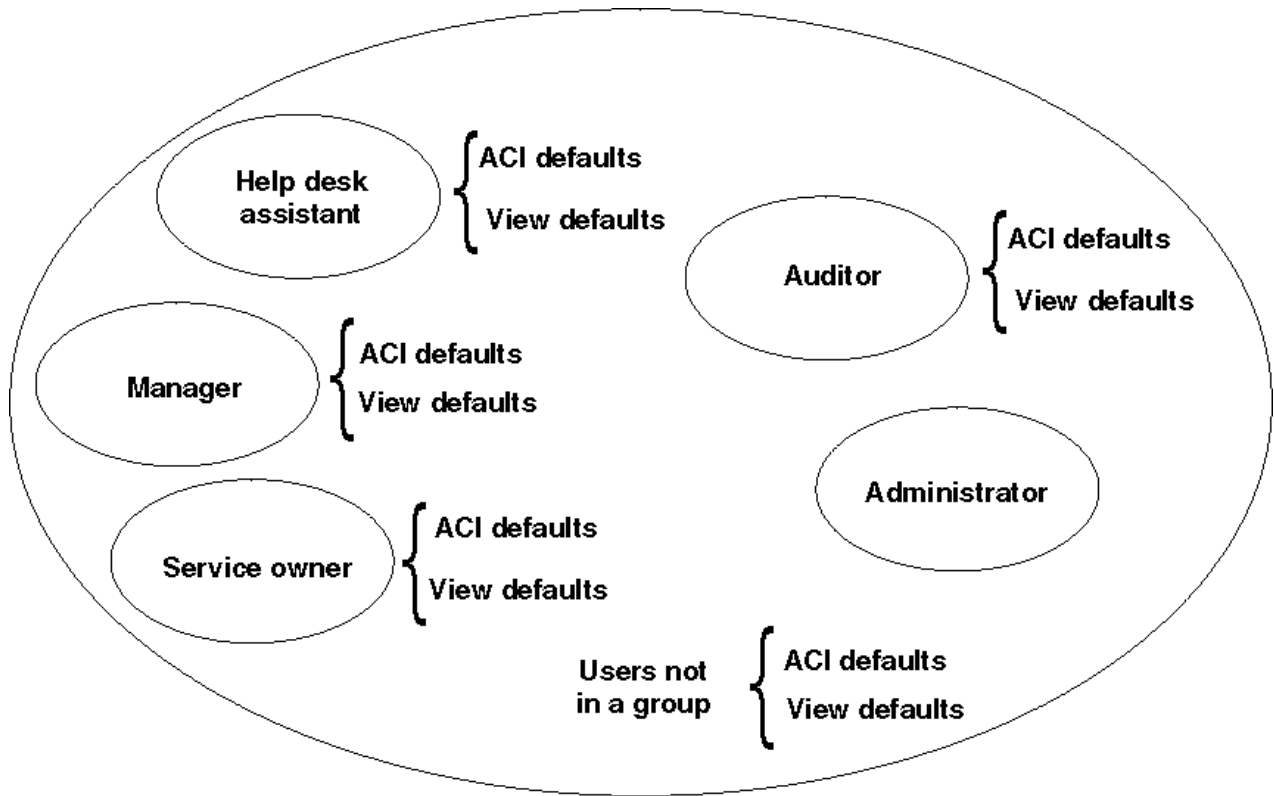 Help desk
assistant
ACI defaults
View defaults
Auditor
ACI defaults
View defaults
Manager
ACI defaults
View defaults
Administrator
Service owner
ACI defaults
View defaults
Users not
in a group
ACI defaults
View defaults